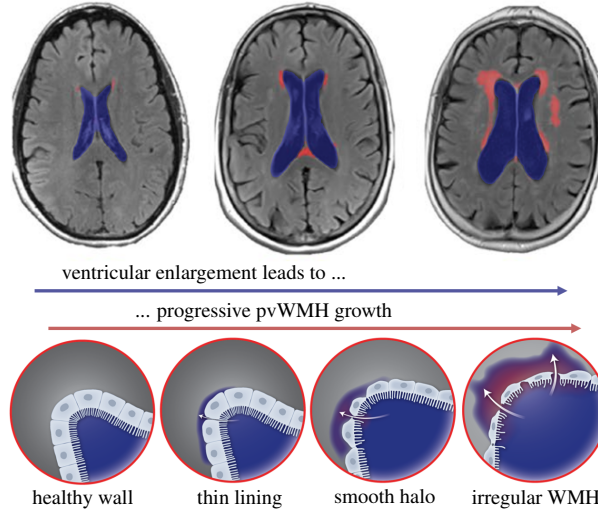 ventricular enlargement leads to ...
... progressive pvWMH growth
healthy wall
thin lining
smooth halo
irregular WMH